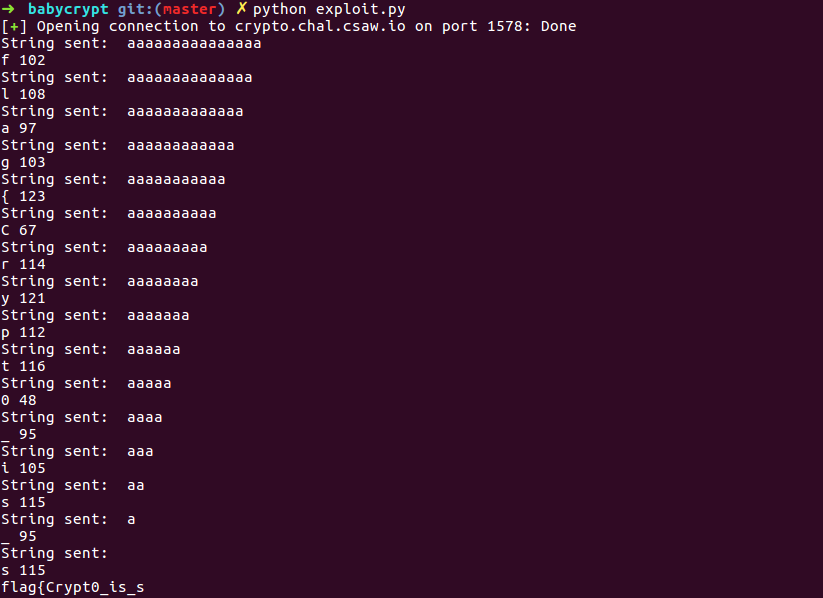 ➜ babycrypt git:(master) ✗ python exploit.py
[+] Opening connection to crypto.chal.csaw.io on port 1578: Done
String sent:  aaaaaaaaaaaaaaa
f 102
String sent:  aaaaaaaaaaaaaa
l 108
String sent:  aaaaaaaaaaaaa
a 97
String sent:  aaaaaaaaaaaa
g 103
String sent:  aaaaaaaaaaa
{ 123
String sent:  aaaaaaaaaa
C 67
String sent:  aaaaaaaaa
r 114
String sent:  aaaaaaaa
y 121
String sent:  aaaaaaa
p 112
String sent:  aaaaaa
t 116
String sent:  aaaaa
0 48
String sent:  aaaa
_ 95
String sent:  aaa
i 105
String sent:  aa
s 115
String sent:  a
_ 95
String sent:
s 115
flag{Crypt0_is_s